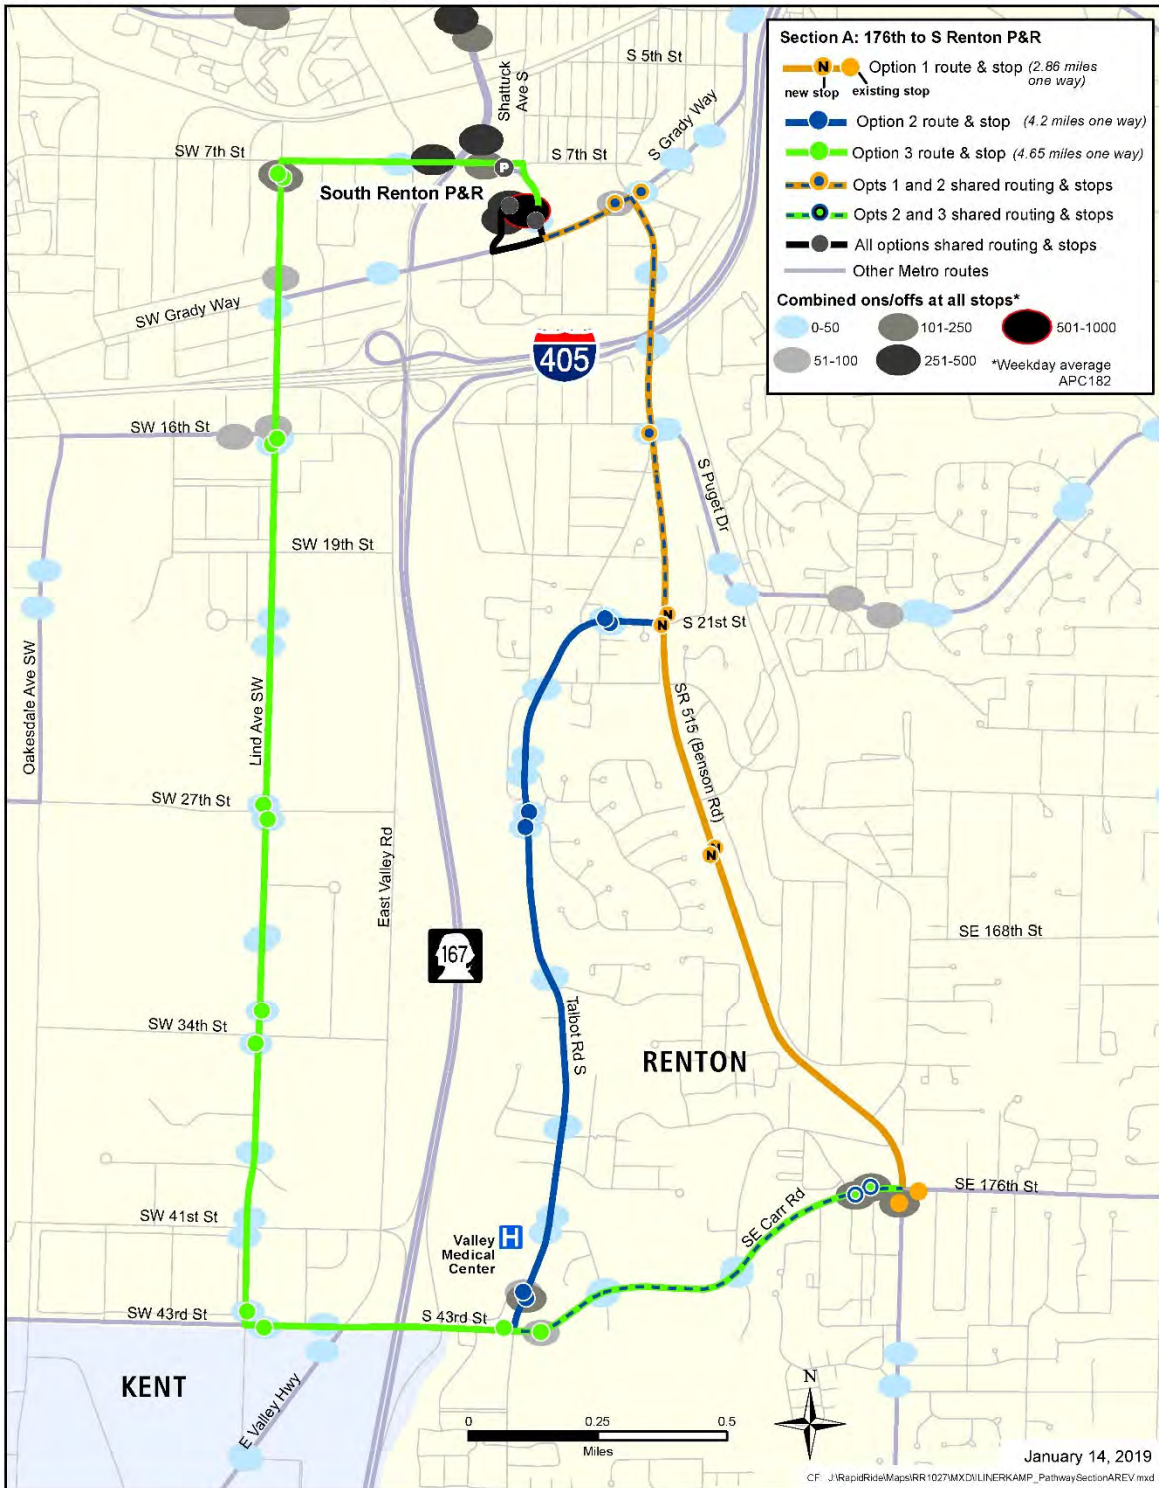 Section A: 176th to S Renton P&R
N
Option 1 route & stop (2.86 miles
one way)
new stop
existing stop
Option 2 route & stop (4.2 miles one way)
Option 3 route & stop (4.65 miles one way)
Opts 1 and 2 shared routing & stops
Opts 2 and 3 shared routing & stops
All options shared routing & stops
Other Metro routes
Combined ons/offs at all stops*
0-50
101-250
501-1000
51-100
251-500
*Weekday average
APC182
S 5th St
Shattuck
Ave S
S Grady Way
SW 7th St
S 7th St
P
South Renton P&R
SW Grady Way
405
SW 16th St
S Puget Dr
SW 19th St
N
N
S 21st St
Oakesdale Ave SW
Lind Ave SW
SR 515 (Benson Rd)
SW 27th St
East Valley Rd
N
N
SE 168th St
167
Talbot Rd S
SW 34th St
RENTON
SE 176th St
SE Carr Rd
SW 41st St
H
Valley
Medical
Center
SW 43rd St
S 43rd St
KENT
E Valley Hwy
N
0
0.25
0.5
Miles
January 14, 2019
CF: J:\RapidRide\Maps\RR1027\MXD\ILINERKAMP_PathwaySectionAREV.mxd